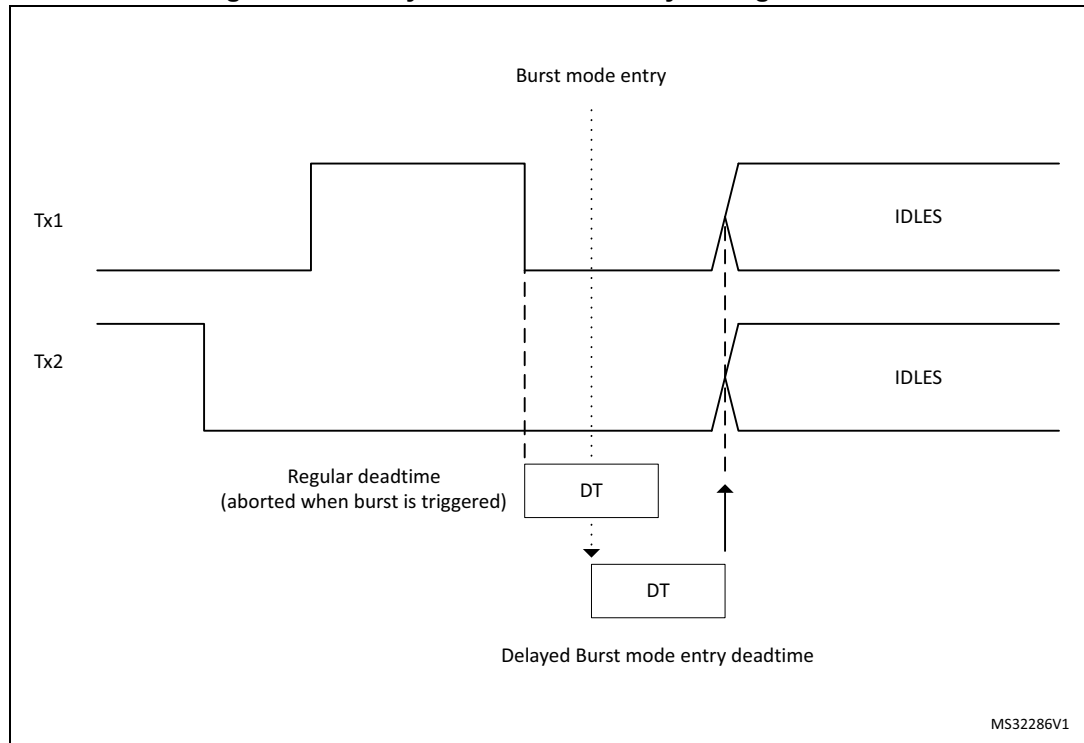 Burst mode entry
Tx1
IDLES
Tx2
IDLES
Regular deadtime
(aborted when burst is triggered)
DT
DT
Delayed Burst mode entry deadtime
MS32286V1